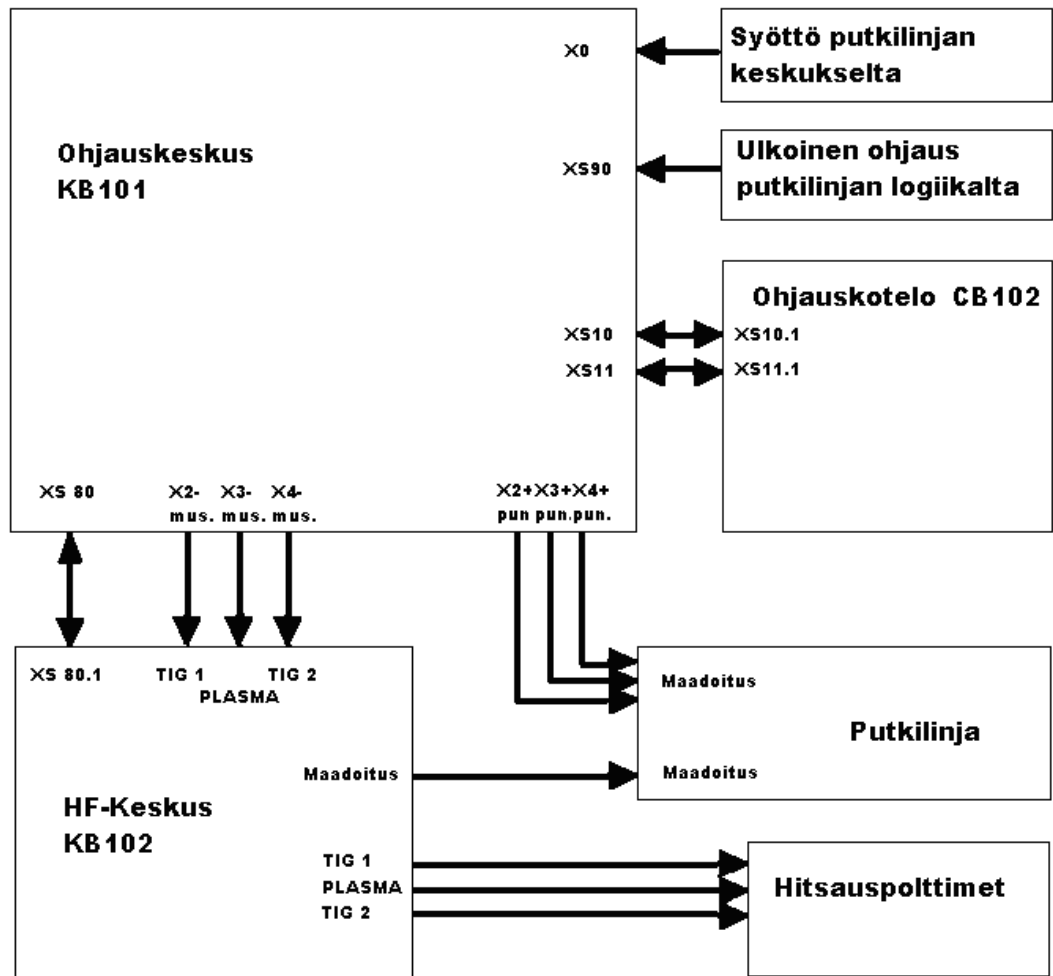 X0
Syöttö putkilinjan
keskukselta
Ohjauskeskus
KB101
XS90
Ulkoinen ohjaus
putkilinjan logiikalta
Ohjauskotelo CB102
XS10
XS10.1
XS11
XS11.1
XS 80
X2- X3- X4-
mus. mus. mus.
X2+X3+X4+
pun pun.pun.
XS 80.1
TIG 1
TIG 2
PLASMA
Maadoitus
Putkilinja
Maadoitus
Maadoitus
HF-Keskus
KB102
TIG 1
PLASMA
TIG 2
Hitsauspolttimet